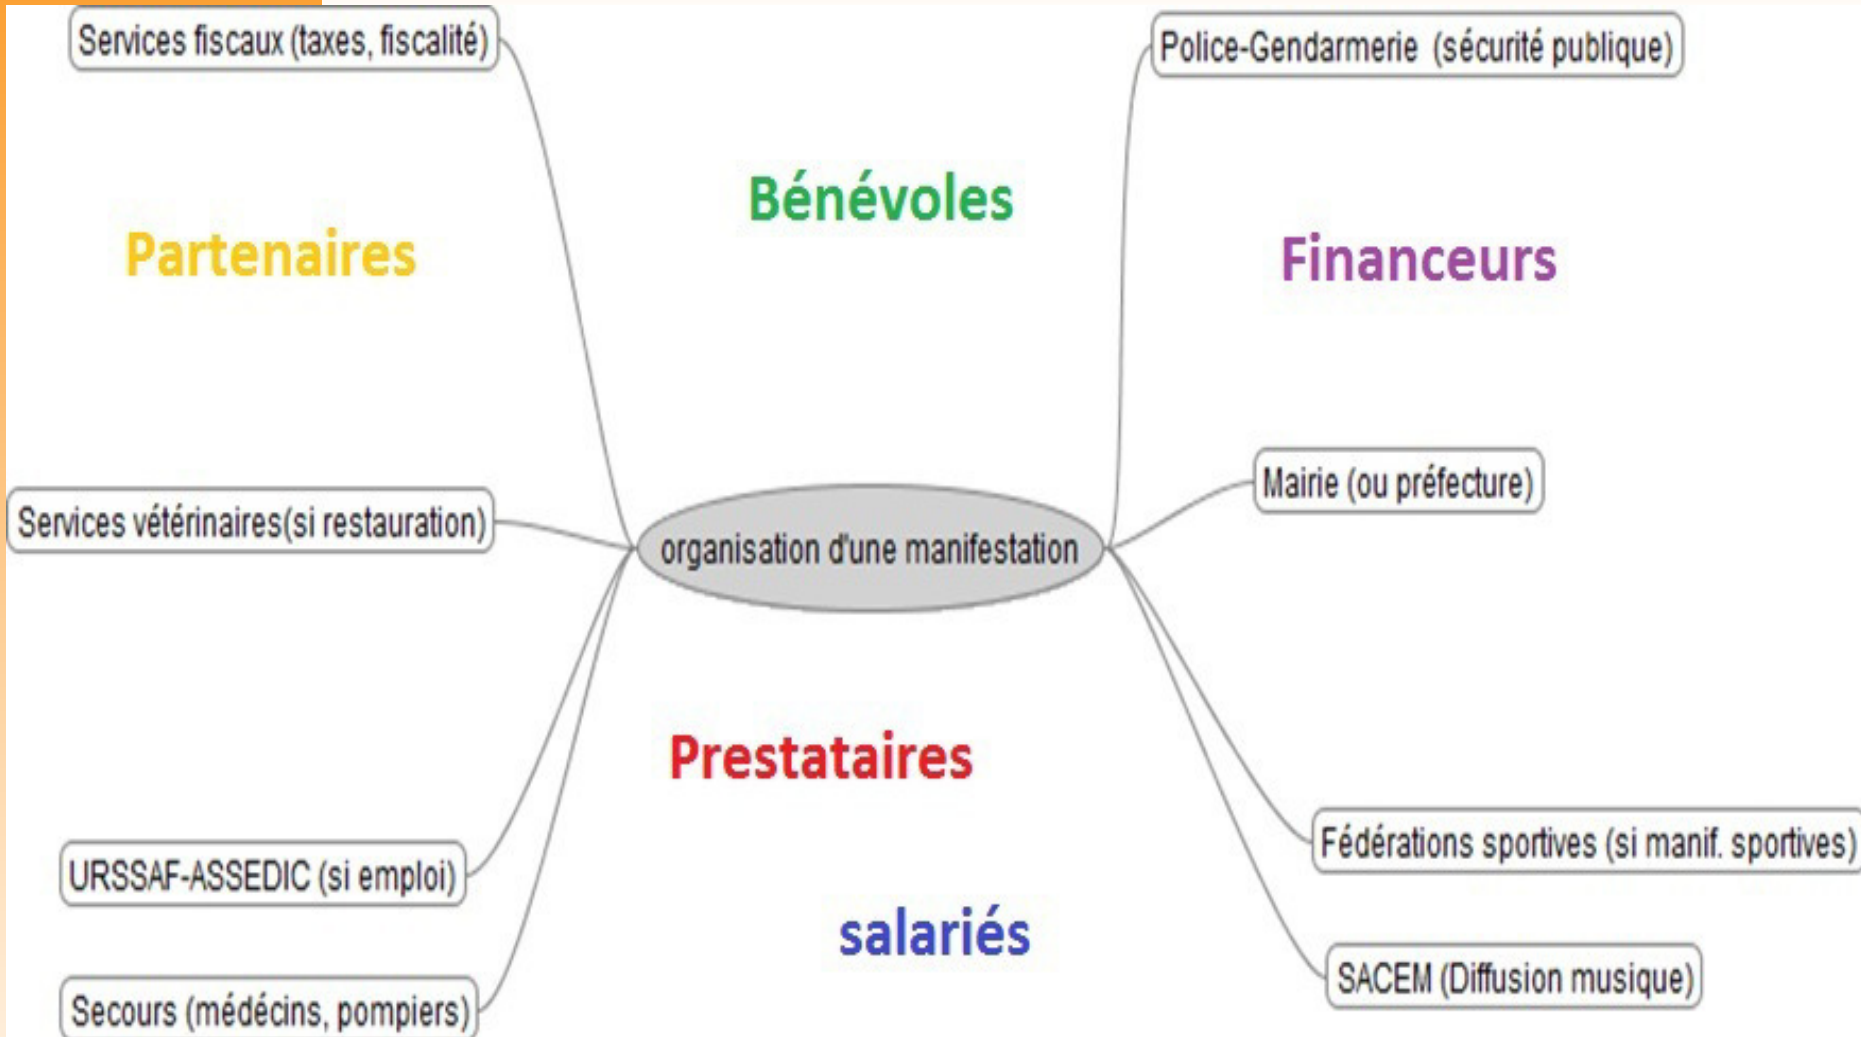 Services fiscaux (taxes, fiscalité)
Police-Gendarmerie (sécurité publique)
Bénévoles
Partenaires
Financeurs
Mairie (ou préfecture)
Services vétérinaires(si restauration)
organisation d'une manifestation
Prestataires
Fédérations sportives (si manif. sportives)
URSSAF-ASSEDIC (si emploi)
salariés
SACEM (Diffusion musique)
Secours (médécins, pompiers)